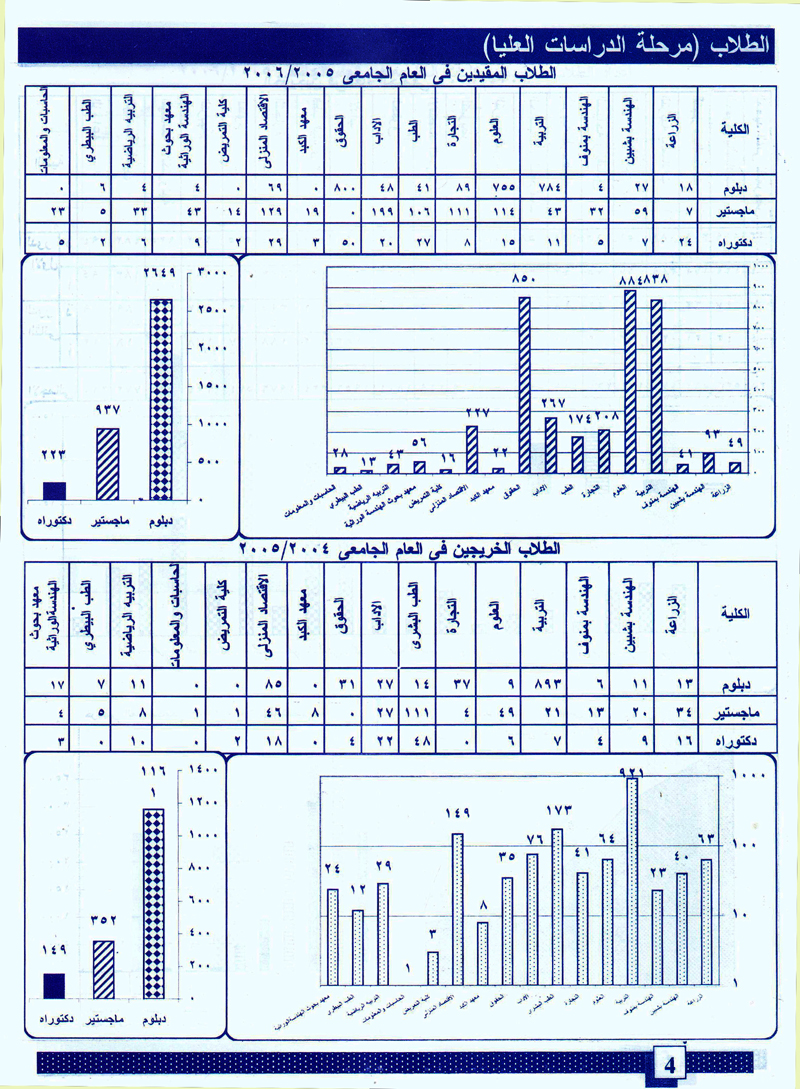 الطلاب (مرحلة الدراسات العليا)
الطلاب المقيدين فى العام الجامعى ٢٠٠٦/٢٠٠٥
الكلية الزراعة الهندسة بشبين الهندسة بمنوف التربية العلوم التجارة الطب الاداب الحقوق معهد الكبد الاقتصاد المنزلى كلية التمريض معهد بحوث الهندسة الوراثية التربيه الرياضية الطب البيطري الحاسبات والمعلومات
دبلوم ١٨ ٢٧ ٤ ٧٨٤ ٧٥٥ ٨٩ ٤١ ٤٨ ٨٠٠ ٠ ٦٩ ٠ ٤ ٤ ٦ ٠
ماجستير ٧ ٥٩ ٣٢ ٤٣ ١١٤ ١١١ ١٠٦ ١٩٩ ٠ ١٩ ١٢٩ ١٤ ٤٣ ٣٣ ٥ ٢٣
دكتوراه ٢٤ ٧ ٥ ١١ ١٥ ٨ ٢٧ ٢٠ ٥٠ ٣ ٢٩ ٢ ٩ ٦ ٢ ٥
١٠٠٠
٩٠٠
٨٠٠
٧٠٠
٦٠٠
٥٠٠
٤٠٠
٣٠٠
٢٠٠
١٠٠
٠
٤٩ ٩٣ ٤١ ٨٣٨ ٨٨٤ ٢٠٨ ١٧٤ ٢٦٧ ٨٥٠ ٢٢ ٢٢٧ ١٦ ٥٦ ٤٣ ١٣ ٢٨
الزراعة الهندسة بشبين الهندسة بمنوف التربية العلوم التجارة الطب الاداب الحقوق معهد الكبد الاقتصاد المنزلى كلية التمريض معهد بحوث الهندسة الوراثية التربيه الرياضية الطب البيطري الحاسبات والمعلومات
٣٠٠٠
٢٥٠٠
٢٠٠٠
١٥٠٠
١٠٠٠
٥٠٠
٠
٢٦٤٩ ٩٣٧ ٢٢٣
دبلوم ماجستير دكتوراه
الطلاب الخريجين فى العام الجامعى ٢٠٠٥/٢٠٠٤
الكلية الزراعة الهندسة بشبين الهندسة بمنوف التربية العلوم التجارة الطب البشرى الاداب الحقوق معهد الكبد الاقتصاد المنزلى كلية التمريض الحاسبات والمعلومات التربيه الرياضية الطب البيطري معهد بحوث الهندسة الوراثية
دبلوم ١٣ ١١ ٦ ٨٩٣ ٩ ٣٧ ١٤ ٢٧ ٣١ ٠ ٨٥ ٠ ٠ ١١ ٧ ١٧
ماجستير ٣٤ ٢٠ ١٣ ٢١ ٤٩ ٤ ١١١ ٢٧ ٠ ٨ ٤٦ ١ ١ ٨ ٥ ٤
دكتوراه ١٦ ٩ ٤ ٧ ٦ ٠ ٤٨ ٢٢ ٤ ٠ ١٨ ٢ ٠ ١٠ ٠ ٣
١٠٠٠
١٠٠
١٠
١
٦٣ ٤٠ ٢٣ ٩٢١ ٦٤ ٤١ ١٧٣ ٧٦ ٣٥ ٨ ١٤٩ ٣ ١ ٢٩ ١٢ ٢٤
الزراعة الهندسة بشبين الهندسة بمنوف التربية العلوم التجارة الطب البشرى الاداب الحقوق معهد الكبد الاقتصاد المنزلى كلية التمريض الحاسبات والمعلومات التربيه الرياضية الطب البيطري معهد بحوث الهندسة الوراثية
١٤٠٠
١٢٠٠
١٠٠٠
٨٠٠
٦٠٠
٤٠٠
٢٠٠
٠
١١٦
١
٣٥٢ ١٤٩
دبلوم ماجستير دكتوراه
4